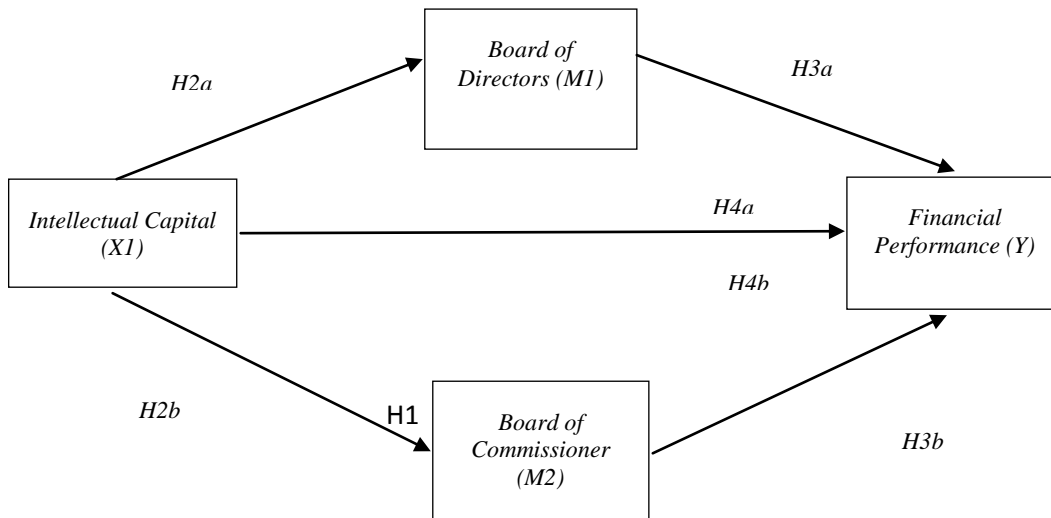 Board of
Directors (M1)
H2a
H3a
Intellectual Capital
(X1)
H4a
Financial
Performance (Y)
H4b
H2b
H1
Board of
Commissioner
(M2)
H3b